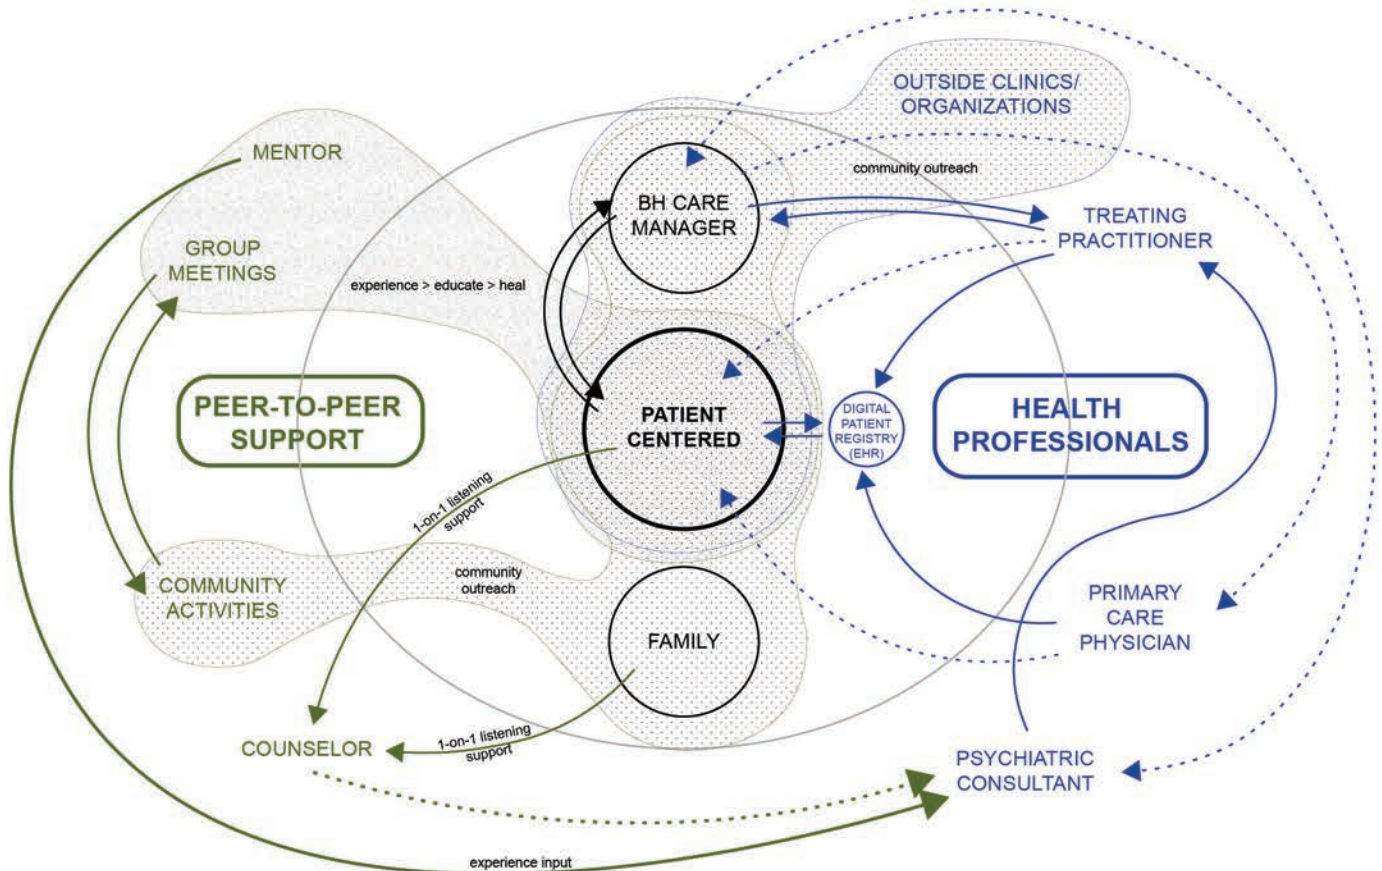 OUTSIDE CLINICS/
ORGANIZATIONS
MENTOR
community outreach
BH CARE
MANAGER
TREATING
PRACTITIONER
GROUP
MEETINGS
experience > educate > heal
PEER-TO-PEER
SUPPORT
PATIENT
CENTERED
DIGITAL
PATIENT
REGISTRY
(EHR)
HEALTH
PROFESSIONALS
1-on-1 listening
support
community
outreach
COMMUNITY
ACTIVITIES
FAMILY
PRIMARY
CARE
PHYSICIAN
COUNSELOR
1-on-1 listening
support
PSYCHIATRIC
CONSULTANT
experience input